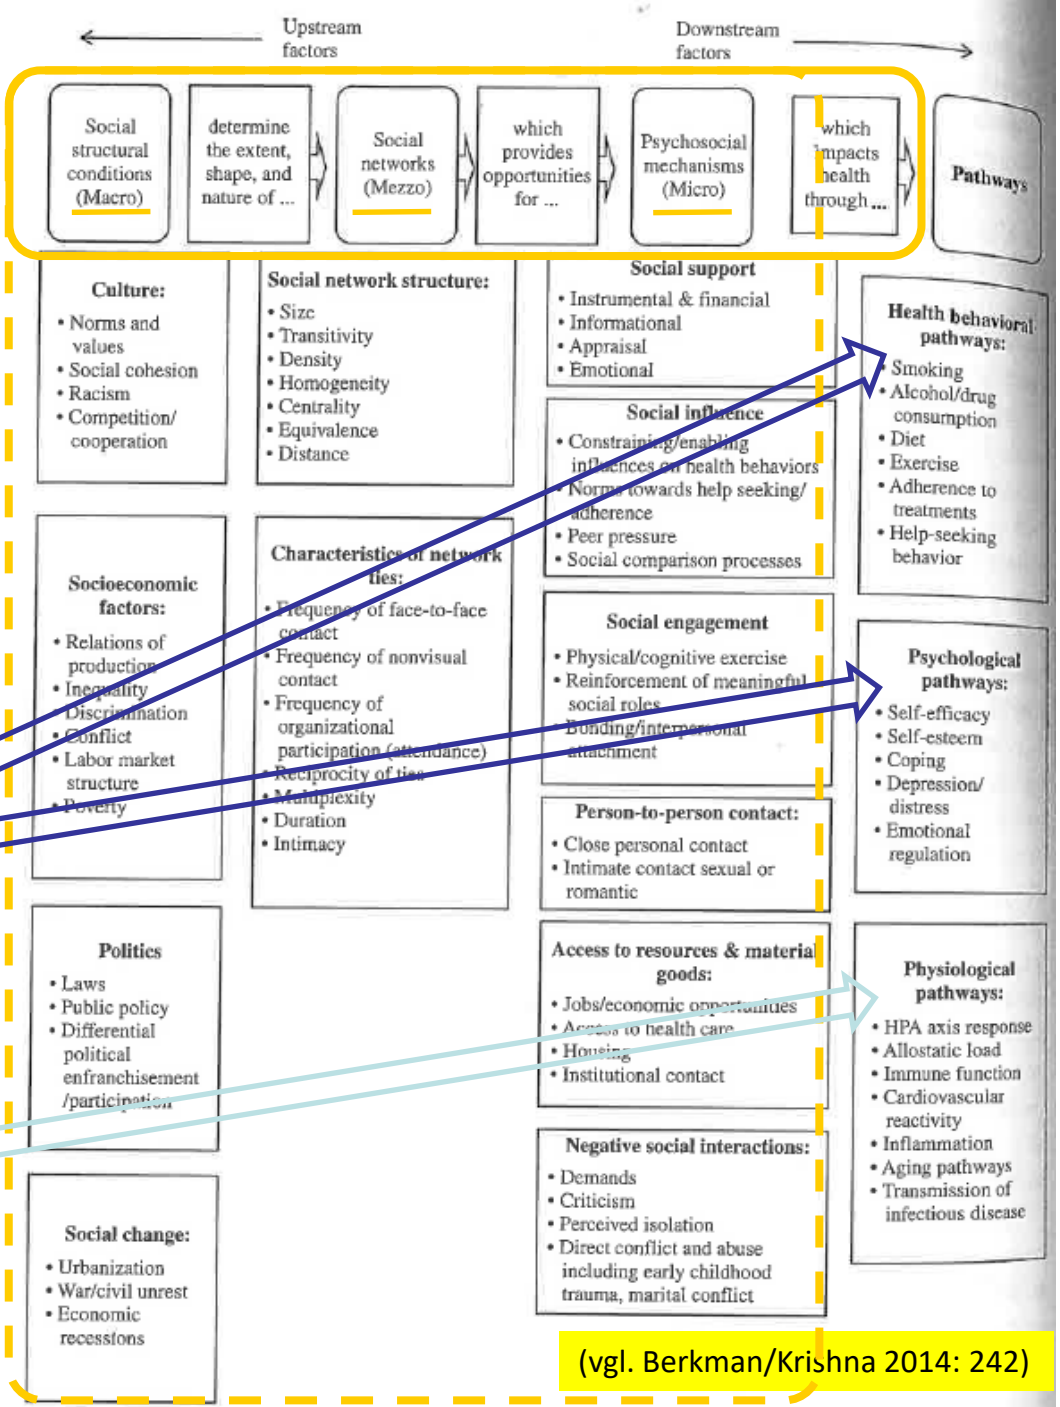 Upstream
factors
Downstream
factors
Social
structural
conditions
(Macro)
determine
the extent,
shape, and
nature of ...
Social
networks
(Mezzo)
which
provides
opportunities
for ...
Psychosocial
mechanisms
(Micro)
which
impacts
health
through ...
Pathways
Culture:
• Norms and
values
• Social cohesion
• Racism
• Competition/
cooperation
Socioeconomic
factors:
• Relations of
production
• Inequality
• Discrimination
• Conflict
• Labor market
structure
• Poverty
Politics
• Laws
• Public policy
• Differential
political
enfranchisement
/participation
Social change:
• Urbanization
• War/civil unrest
• Economic
recessions
Social network structure:
• Size
• Transitivity
• Density
• Homogeneity
• Centrality
• Equivalence
• Distance
Characteristics of network
ties:
• Frequency of face-to-face
contact
• Frequency of nonvisual
contact
• Frequency of
organizational
participation (attendance)
• Reciprocity of ties
• Multiplexity
• Duration
• Intimacy
Social support
• Instrumental & financial
• Informational
• Appraisal
• Emotional
Social influence
• Constraining/enabling
influences on health behaviors
• Norms towards help seeking/
adherence
• Peer pressure
• Social comparison processes
Social engagement
• Physical/cognitive exercise
• Reinforcement of meaningful
social roles
• Bonding/interpersonal
attachment
Person-to-person contact:
• Close personal contact
• Intimate contact sexual or
romantic
Access to resources & material
goods:
• Jobs/economic opportunities
• Access to health care
• Housing
• Institutional contact
Negative social interactions:
• Demands
• Criticism
• Perceived isolation
• Direct conflict and abuse
including early childhood
trauma, marital conflict
Health behavioral
pathways:
• Smoking
• Alcohol/drug
consumption
• Diet
• Exercise
• Adherence to
treatments
• Help-seeking
behavior
Psychological
pathways:
• Self-efficacy
• Self-esteem
• Coping
• Depression/
distress
• Emotional
regulation
Physiological
pathways:
• HPA axis response
• Allostatic load
• Immune function
• Cardiovascular
reactivity
• Inflammation
• Aging pathways
• Transmission of
infectious disease
(vgl. Berkman/Krishna 2014: 242)